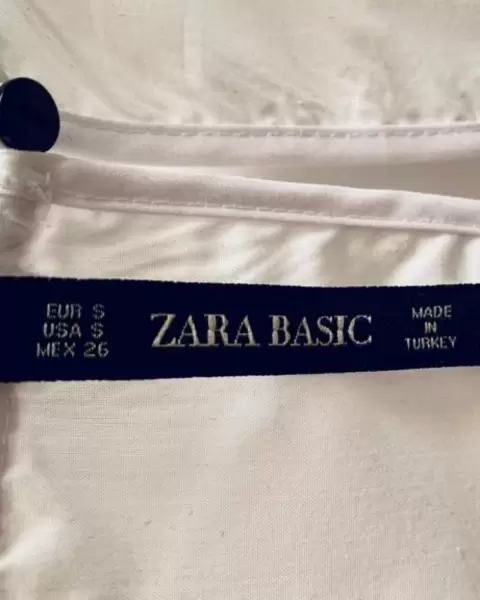 EUR S
USA S
MEX 26
ZARA BASIC
MADE
IN
TURKEY